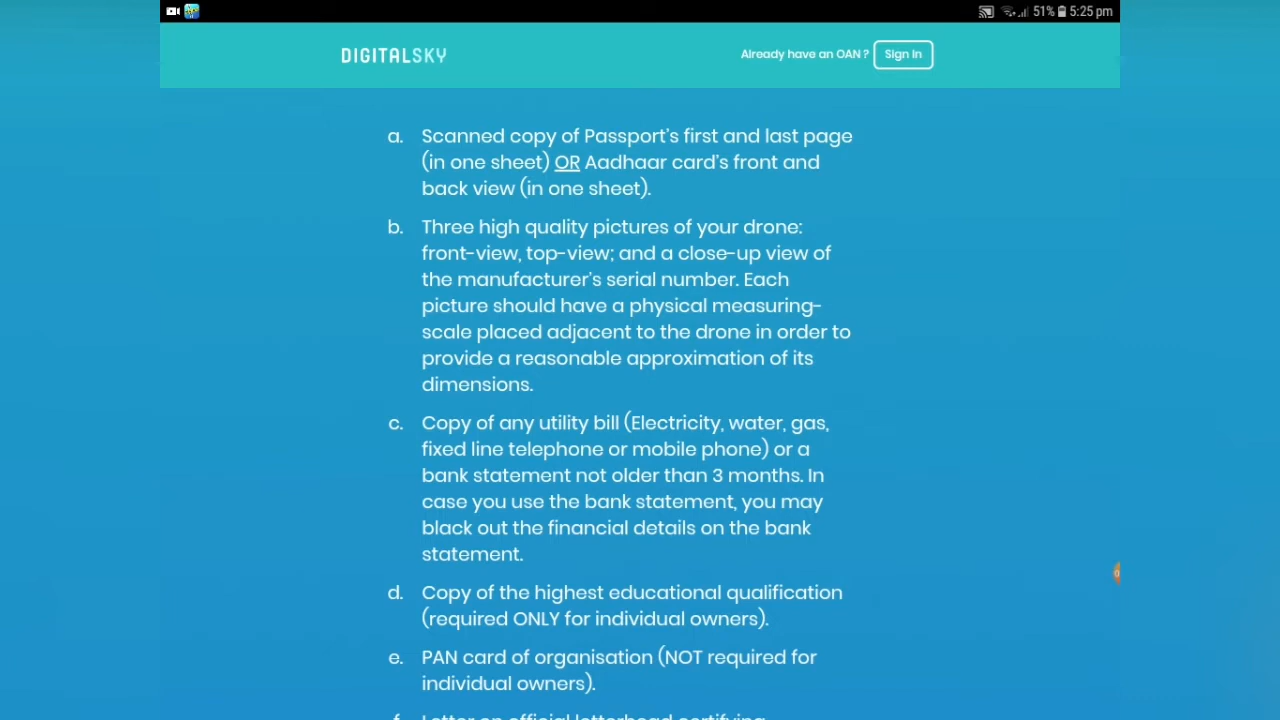 51% 5:25 pm
DIGITALSKY
Already have an OAN ? Sign In
a. Scanned copy of Passport's first and last page
(in one sheet) OR Aadhaar card's front and
back view (in one sheet).
b. Three high quality pictures of your drone:
front-view, top-view; and a close-up view of
the manufacturer's serial number. Each
picture should have a physical measuring-
scale placed adjacent to the drone in order to
provide a reasonable approximation of its
dimensions.
c. Copy of any utility bill (Electricity, water, gas,
fixed line telephone or mobile phone) or a
bank statement not older than 3 months. In
case you use the bank statement, you may
black out the financial details on the bank
statement.
d. Copy of the highest educational qualification
(required ONLY for individual owners).
e. PAN card of organisation (NOT required for
individual owners).
f. Letter on official letterhead certifying